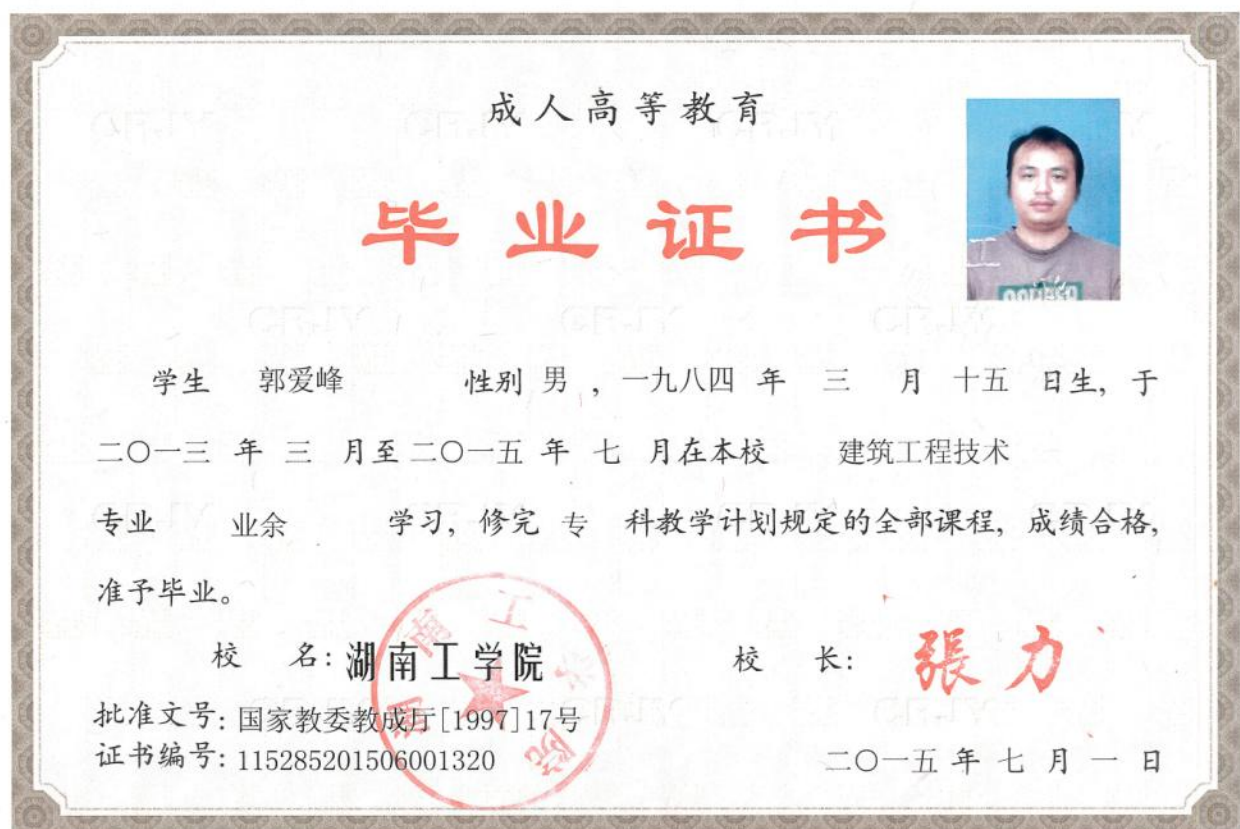 成人高等教育
毕业证书
学生 郭爱峰 性别 男 , 一九八四 年 三 月 十五 日生, 于
二〇一三 年 三 月至 二〇一五 年 七 月在本校 建筑工程技术
专业 业余 学习, 修完 专 科教学计划规定的全部课程, 成绩合格,
准予毕业。
校 名: 湖南工学院
校 长: 張力
批准文号: 国家教委教成厅[1997]17号
证书编号: 115285201506001320
二〇一五 年 七 月 一 日
湖南工学院